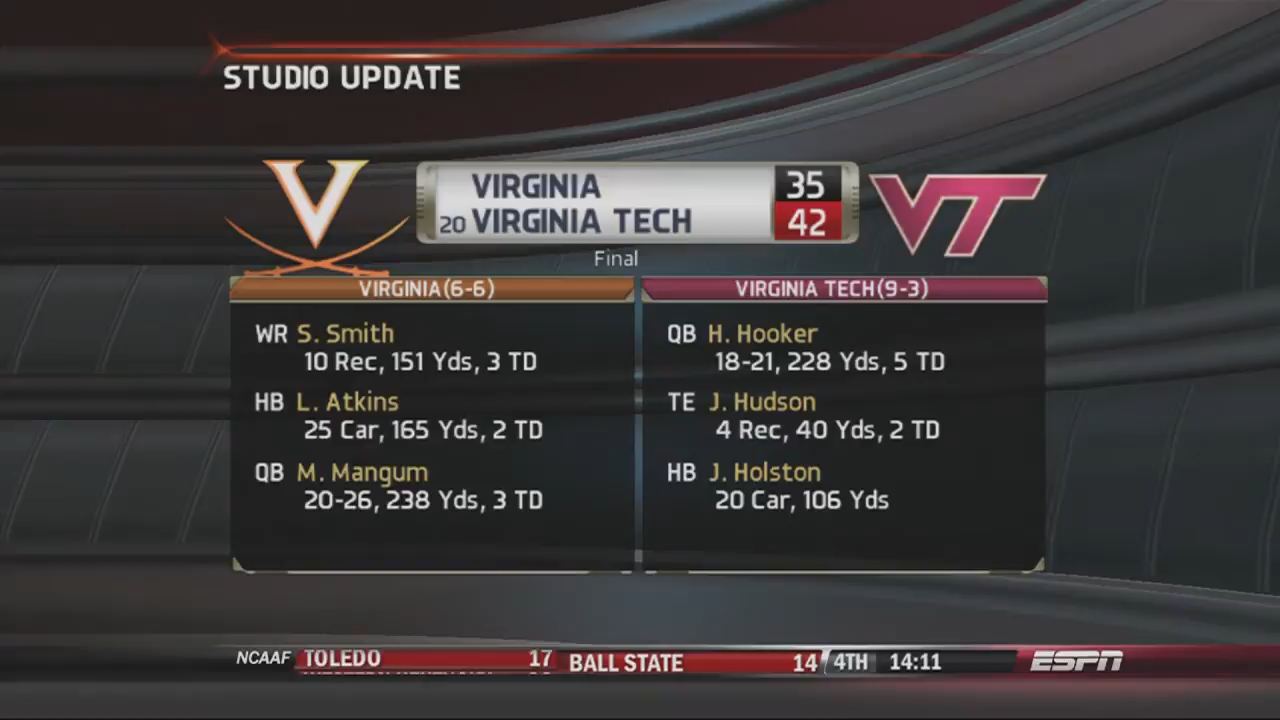 STUDIO UPDATE
VIRGINIA 35
20 VIRGINIA TECH 42
Final
VIRGINIA(6-6)
WR S. Smith
10 Rec, 151 Yds, 3 TD
HB L. Atkins
25 Car, 165 Yds, 2 TD
QB M. Mangum
20-26, 238 Yds, 3 TD
VIRGINIA TECH(9-3)
QB H. Hooker
18-21, 228 Yds, 5 TD
TE J. Hudson
4 Rec, 40 Yds, 2 TD
HB J. Holston
20 Car, 106 Yds
NCAAF TOLEDO 17 BALL STATE 14 4TH 14:11 ESPN